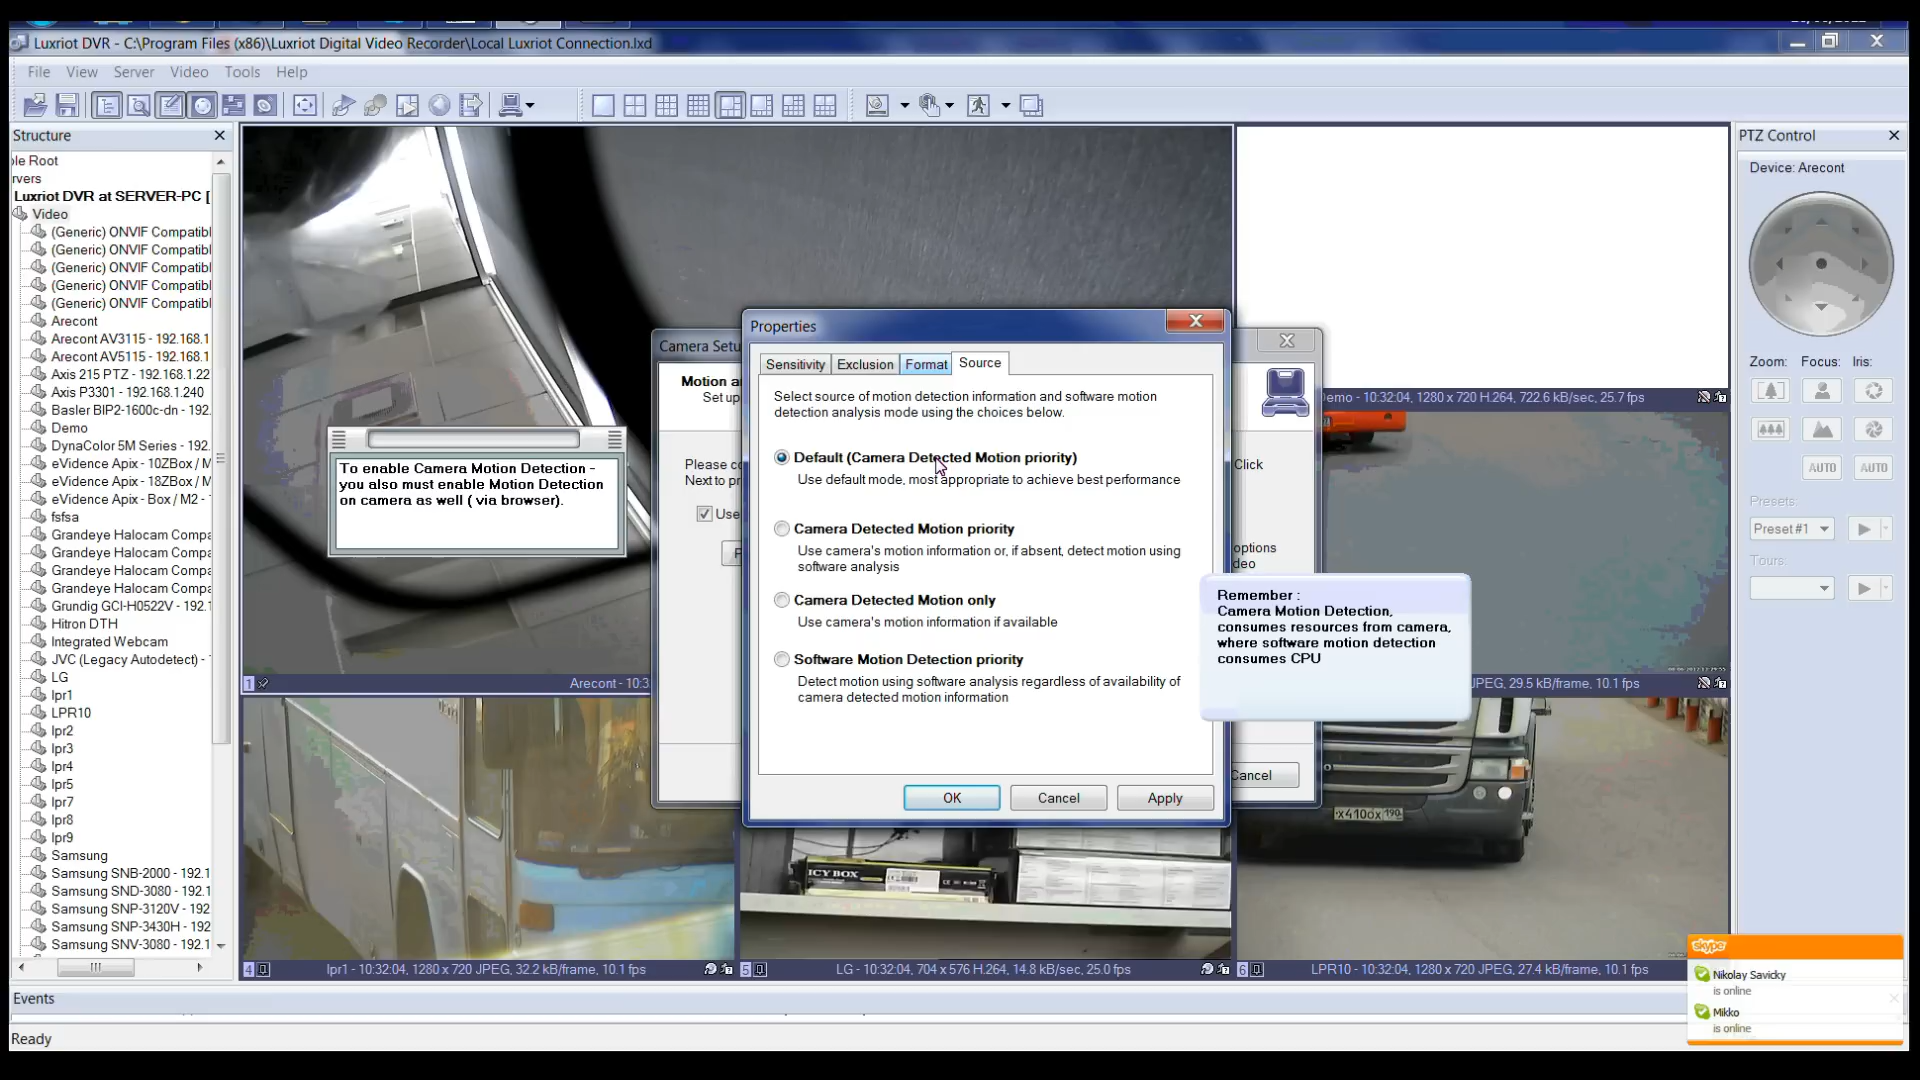 Luxriot DVR - C:\Program Files (x86)\Luxriot Digital Video Recorder\Local Luxriot Connection.lxd
File View Server Video Tools Help
Structure
ple Root
rvers
Luxriot DVR at SERVER-PC [
Video
(Generic) ONVIF Compatibl
(Generic) ONVIF Compatibl
(Generic) ONVIF Compatibl
(Generic) ONVIF Compatibl
(Generic) ONVIF Compatibl
Arecont
Arecont AV3115 - 192.168.1
Arecont AV5115 - 192.168.1
Axis 215 PTZ - 192.168.1.22
Axis P3301 - 192.168.1.240
Basler BIP2-1600c-dn - 192.
Demo
DynaColor 5M Series - 192.
eVidence Apix - 10ZBox / M
eVidence Apix - 18ZBox / M
eVidence Apix - Box / M2 -
fsfsa
Grandeye Halocam Compa
Grandeye Halocam Compa
Grandeye Halocam Compa
Grandeye Halocam Compa
Grundig GCI-H0522V - 192.
Hitron DTH
Integrated Webcam
JVC (Legacy Autodetect) -
LG
lpr1
LPR10
lpr2
lpr3
lpr4
lpr5
lpr7
lpr8
lpr9
Samsung
Samsung SNB-2000 - 192.1
Samsung SND-3080 - 192.1
Samsung SNP-3120V - 192
Samsung SNP-3430H - 192
Samsung SNV-3080 - 192.1
To enable Camera Motion Detection -
you also must enable Motion Detection
on camera as well ( via browser).
1
Arecont - 10:3
Camera Setu
Motion a
Set up
Please co
Next to pr
Use
P
Click
options
deo
Cancel
Properties
Sensitivity Exclusion Format Source
Select source of motion detection information and software motion
detection analysis mode using the choices below.
Default (Camera Detected Motion priority)
Use default mode, most appropriate to achieve best performance
Camera Detected Motion priority
Use camera's motion information or, if absent, detect motion using
software analysis
Camera Detected Motion only
Use camera's motion information if available
Software Motion Detection priority
Detect motion using software analysis regardless of availability of
camera detected motion information
OK Cancel Apply
Remember :
Camera Motion Detection,
consumes resources from camera,
where software motion detection
consumes CPU
Demo - 10:32:04, 1280 x 720 H.264, 722.6 kB/sec, 25.7 fps
JPEG, 29.5 kB/frame, 10.1 fps
x410ox 190
ICY BOX
4 lpr1 - 10:32:04, 1280 x 720 JPEG, 32.2 kB/frame, 10.1 fps
5 LG - 10:32:04, 704 x 576 H.264, 14.8 kB/sec, 25.0 fps
6 LPR10 - 10:32:04, 1280 x 720 JPEG, 27.4 kB/frame, 10.1 fps
PTZ Control
Device: Arecont
Zoom: Focus: Iris:
AUTO AUTO
Presets:
Preset #1
Tours:
Events
Ready
skype
Nikolay Savicky
is online
Mikko
is online